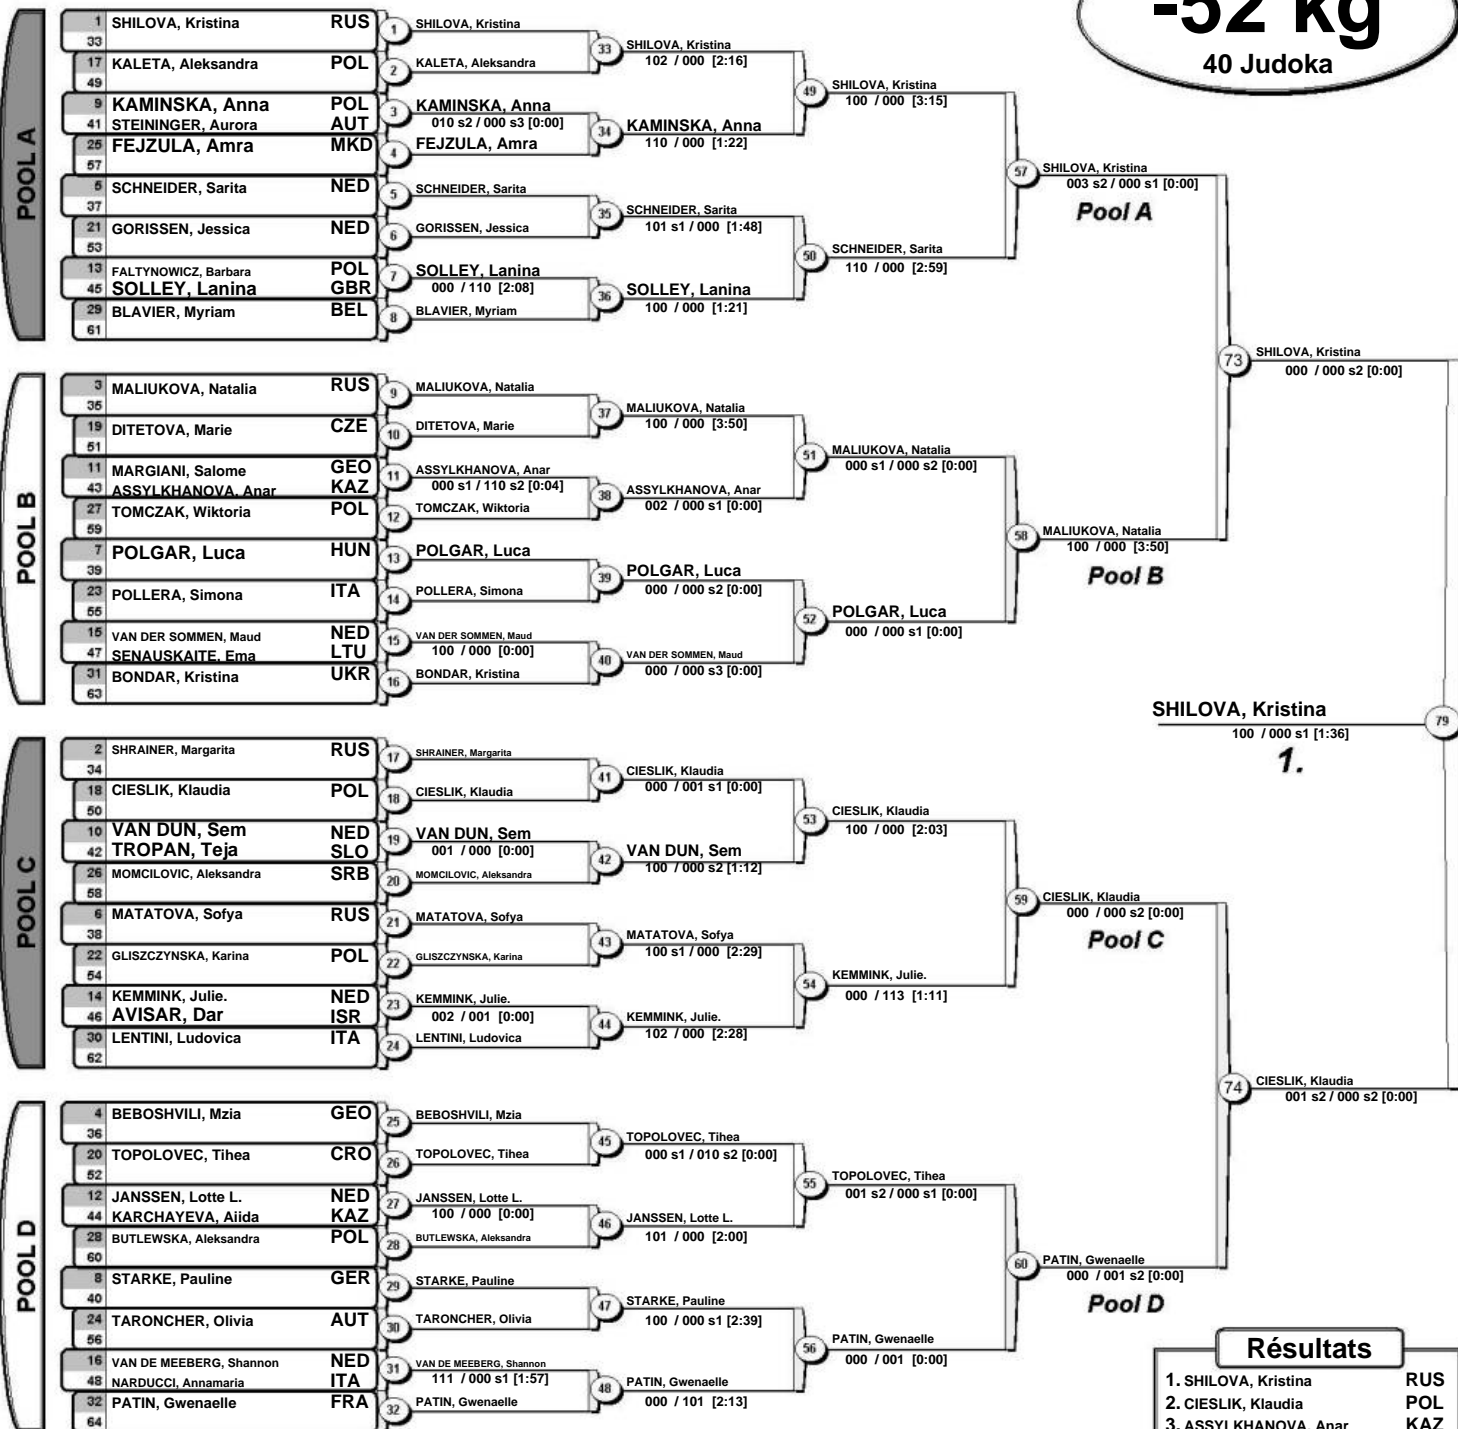 -52 kg
40 Judoka
POOL A
1 SHILOVA, Kristina RUS
33
17 KALETA, Aleksandra POL
49
9 KAMINSKA, Anna POL
41 STEININGER, Aurora AUT
25 FEJZULA, Amra MKD
57
5 SCHNEIDER, Sarita NED
37
21 GORISSEN, Jessica NED
53
13 FALTYNOWICZ, Barbara POL
45 SOLLEY, Lanina GBR
29 BLAVIER, Myriam BEL
61
1 SHILOVA, Kristina
2 KALETA, Aleksandra
3 KAMINSKA, Anna
010 s2 / 000 s3 [0:00]
4 FEJZULA, Amra
5 SCHNEIDER, Sarita
6 GORISSEN, Jessica
7 SOLLEY, Lanina
000 / 110 [2:08]
8 BLAVIER, Myriam
33 SHILOVA, Kristina
102 / 000 [2:16]
34 KAMINSKA, Anna
110 / 000 [1:22]
35 SCHNEIDER, Sarita
101 s1 / 000 [1:48]
36 SOLLEY, Lanina
100 / 000 [1:21]
49 SHILOVA, Kristina
100 / 000 [3:15]
50 SCHNEIDER, Sarita
110 / 000 [2:59]
57 SHILOVA, Kristina
003 s2 / 000 s1 [0:00]
Pool A
POOL B
3 MALIUKOVA, Natalia RUS
35
19 DITETOVA, Marie CZE
51
11 MARGIANI, Salome GEO
43 ASSYLKHANOVA, Anar KAZ
27 TOMCZAK, Wiktoria POL
59
7 POLGAR, Luca HUN
39
23 POLLERA, Simona ITA
55
15 VAN DER SOMMEN, Maud NED
47 SENAUSKAITE, Ema LTU
31 BONDAR, Kristina UKR
63
9 MALIUKOVA, Natalia
10 DITETOVA, Marie
11 ASSYLKHANOVA, Anar
000 s1 / 110 s2 [0:04]
12 TOMCZAK, Wiktoria
13 POLGAR, Luca
14 POLLERA, Simona
15 VAN DER SOMMEN, Maud
100 / 000 [0:00]
16 BONDAR, Kristina
37 MALIUKOVA, Natalia
100 / 000 [3:50]
38 ASSYLKHANOVA, Anar
002 / 000 s1 [0:00]
39 POLGAR, Luca
000 / 000 s2 [0:00]
40 VAN DER SOMMEN, Maud
000 / 000 s3 [0:00]
51 MALIUKOVA, Natalia
000 s1 / 000 s2 [0:00]
52 POLGAR, Luca
000 / 000 s1 [0:00]
58 MALIUKOVA, Natalia
100 / 000 [3:50]
Pool B
73 SHILOVA, Kristina
000 / 000 s2 [0:00]
SHILOVA, Kristina 79
100 / 000 s1 [1:36]
1.
POOL C
2 SHRAINER, Margarita RUS
34
18 CIESLIK, Klaudia POL
50
10 VAN DUN, Sem NED
42 TROPAN, Teja SLO
26 MOMCILOVIC, Aleksandra SRB
58
6 MATATOVA, Sofya RUS
38
22 GLISZCZYNSKA, Karina POL
54
14 KEMMINK, Julie. NED
46 AVISAR, Dar ISR
30 LENTINI, Ludovica ITA
62
17 SHRAINER, Margarita
18 CIESLIK, Klaudia
19 VAN DUN, Sem
001 / 000 [0:00]
20 MOMCILOVIC, Aleksandra
21 MATATOVA, Sofya
22 GLISZCZYNSKA, Karina
23 KEMMINK, Julie.
002 / 001 [0:00]
24 LENTINI, Ludovica
41 CIESLIK, Klaudia
000 / 001 s1 [0:00]
42 VAN DUN, Sem
100 / 000 s2 [1:12]
43 MATATOVA, Sofya
100 s1 / 000 [2:29]
44 KEMMINK, Julie.
102 / 000 [2:28]
53 CIESLIK, Klaudia
100 / 000 [2:03]
54 KEMMINK, Julie.
000 / 113 [1:11]
59 CIESLIK, Klaudia
000 / 000 s2 [0:00]
Pool C
POOL D
4 BEBOSHVILI, Mzia GEO
36
20 TOPOLOVEC, Tihea CRO
52
12 JANSSEN, Lotte L. NED
44 KARCHAYEVA, Aiida KAZ
28 BUTLEWSKA, Aleksandra POL
60
8 STARKE, Pauline GER
40
24 TARONCHER, Olivia AUT
56
16 VAN DE MEEBERG, Shannon NED
48 NARDUCCI, Annamaria ITA
32 PATIN, Gwenaelle FRA
64
25 BEBOSHVILI, Mzia
26 TOPOLOVEC, Tihea
27 JANSSEN, Lotte L.
100 / 000 [0:00]
28 BUTLEWSKA, Aleksandra
29 STARKE, Pauline
30 TARONCHER, Olivia
31 VAN DE MEEBERG, Shannon
111 / 000 s1 [1:57]
32 PATIN, Gwenaelle
45 TOPOLOVEC, Tihea
000 s1 / 010 s2 [0:00]
46 JANSSEN, Lotte L.
101 / 000 [2:00]
47 STARKE, Pauline
100 / 000 s1 [2:39]
48 PATIN, Gwenaelle
000 / 101 [2:13]
55 TOPOLOVEC, Tihea
001 s2 / 000 s1 [0:00]
56 PATIN, Gwenaelle
000 / 001 [0:00]
60 PATIN, Gwenaelle
000 / 001 s2 [0:00]
Pool D
74 CIESLIK, Klaudia
001 s2 / 000 s2 [0:00]
Résultats
1. SHILOVA, Kristina RUS
2. CIESLIK, Klaudia POL
3. ASSYLKHANOVA, Anar KAZ